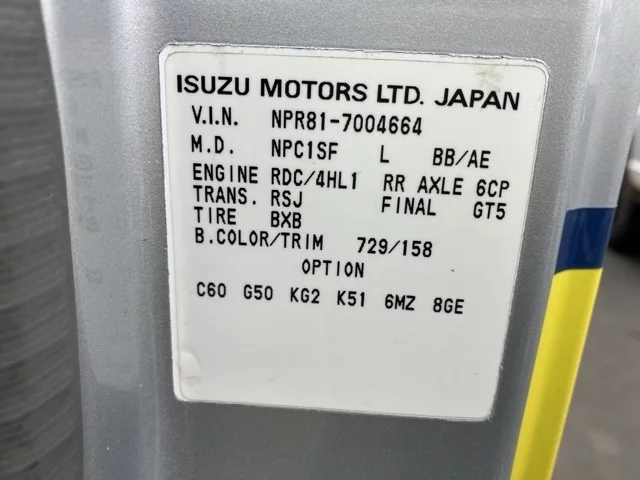 ISUZU MOTORS LTD. JAPAN
V.I.N. NPR81-7004664
M.D. NPC1SF L BB/AE
ENGINE RDC/4HL1 RR AXLE 6CP
TRANS. RSJ FINAL GT5
TIRE BXB
B.COLOR/TRIM 729/158
OPTION
C60 G50 KG2 K51 6MZ 8GE